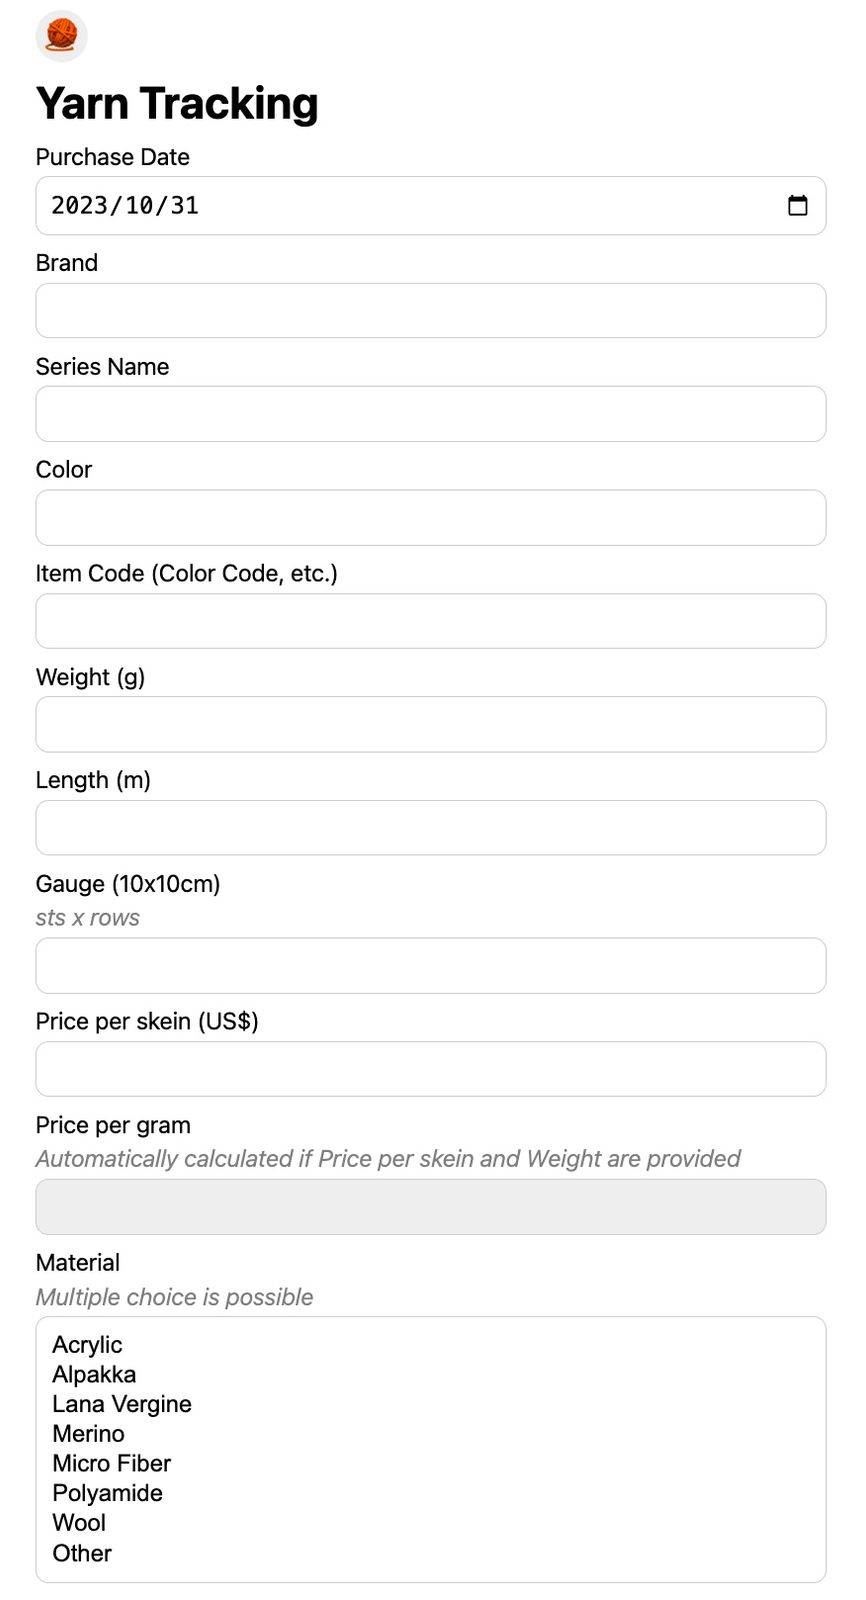 Yarn Tracking
Purchase Date
2023/10/31
Brand
Series Name
Color
Item Code (Color Code, etc.)
Weight (g)
Length (m)
Gauge (10x10cm)
sts x rows
Price per skein (US$)
Price per gram
Automatically calculated if Price per skein and Weight are provided
Material
Multiple choice is possible
Acrylic
Alpakka
Lana Vergine
Merino
Micro Fiber
Polyamide
Wool
Other